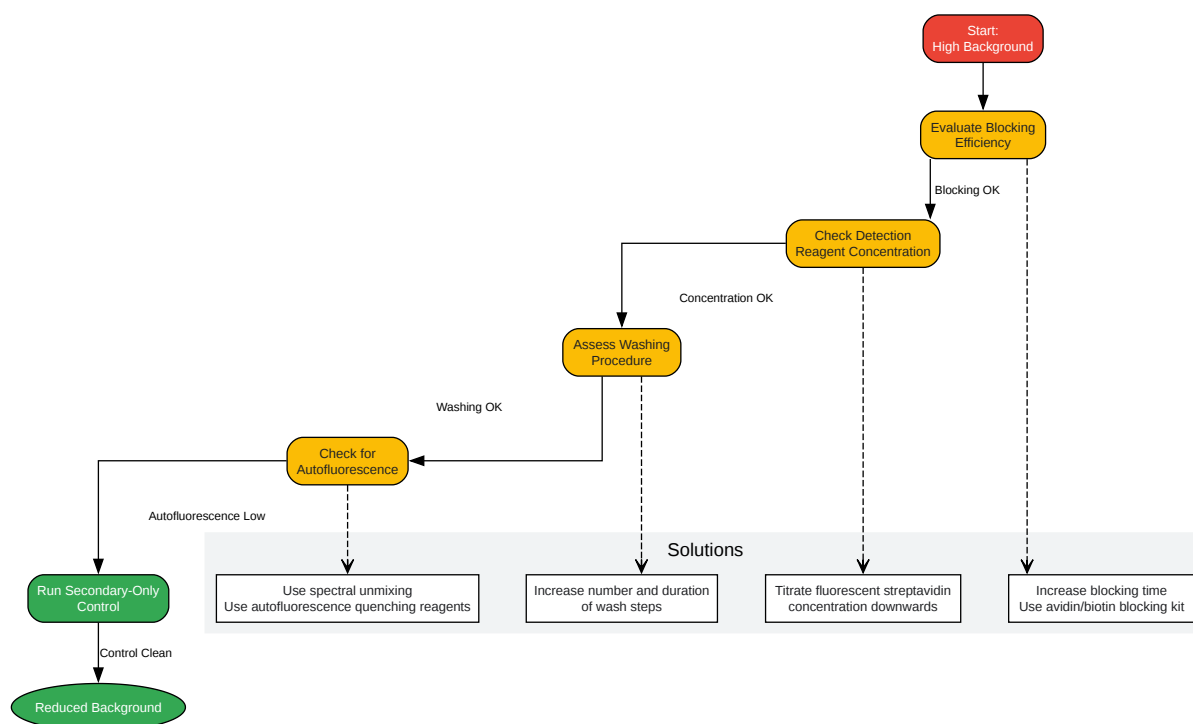 Start:
High Background
Evaluate Blocking
Efficiency
Blocking OK
Check Detection
Reagent Concentration
Concentration OK
Assess Washing
Procedure
Washing OK
Check for
Autofluorescence
Autofluorescence Low
Solutions
Run Secondary-Only
Control
Use spectral unmixing
Use autofluorescence quenching reagents
Increase number and duration
of wash steps
Titrate fluorescent streptavidin
concentration downwards
Increase blocking time
Use avidin/biotin blocking kit
Control Clean
Reduced Background